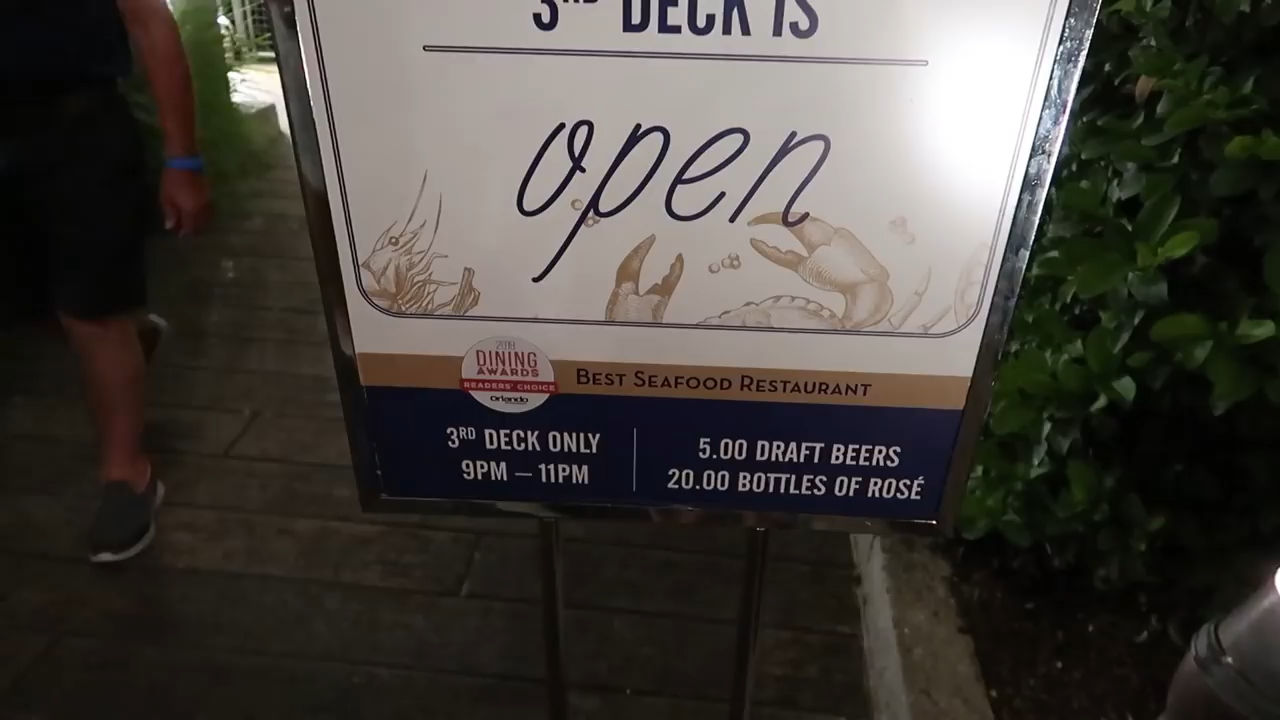 3RD DECK IS
open
2019
DINING
AWARDS
READERS' CHOICE
orlando
BEST SEAFOOD RESTAURANT
3RD DECK ONLY
9PM – 11PM
5.00 DRAFT BEERS
20.00 BOTTLES OF ROSÉ